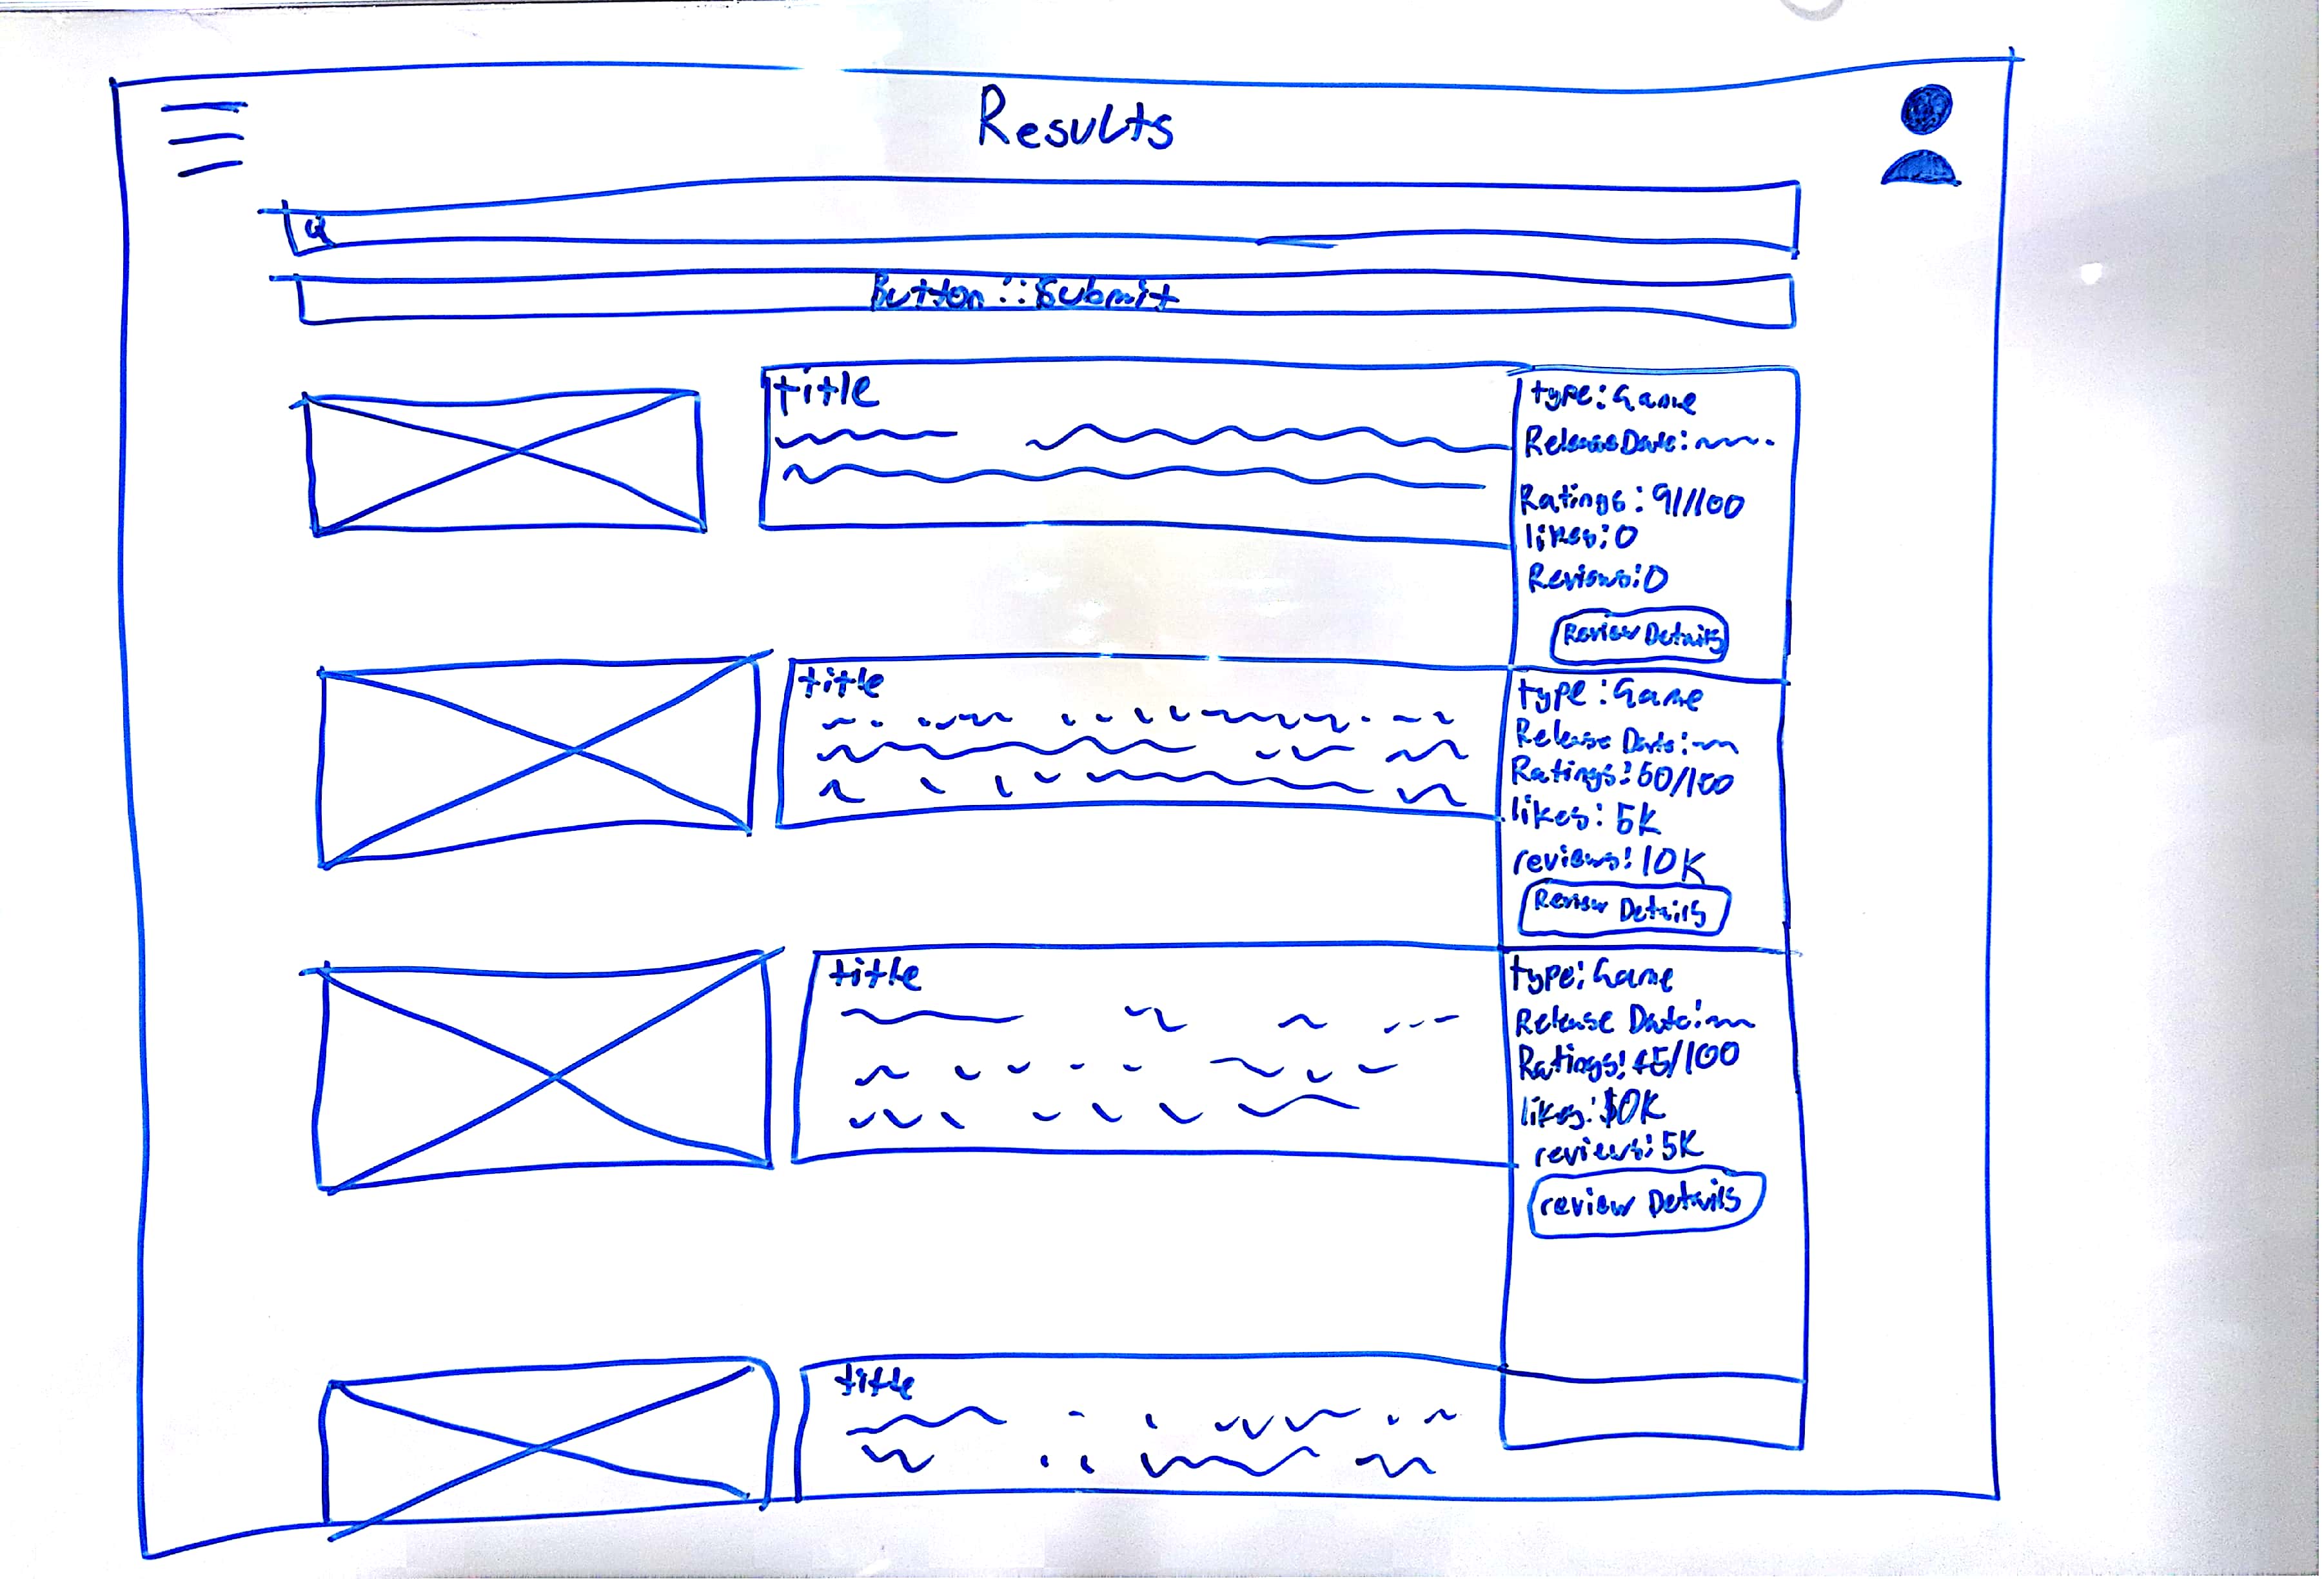 Results
Button :: Submit
title
type: Game
Release Date:
Ratings: 91/100
likes: 0
Reviews: 0
Review Details
title
type: Game
Release Date:
Ratings: 60/100
likes: 5K
reviews: 10K
Review Details
title
type: Game
Release Date:
Ratings: 45/100
likes: $0K
reviews: 5K
review Details
title